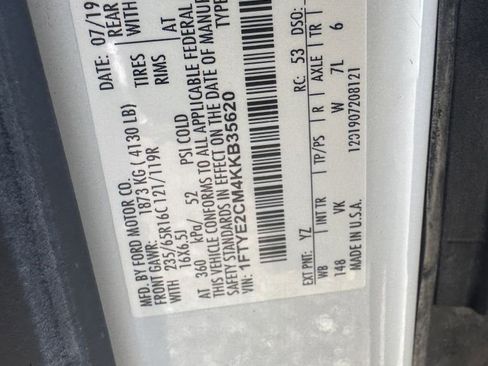 MFD. BY FORD MOTOR CO.
DATE: 07/19
FRONT GAWR: 1873 KG ( 4130 LB)
REAR
WITH
235/65R16C 121/119R TIRES
WITH
16X6.5J RIMS
AT 360 kPa/ 52 PSI COLD
AT
THIS VEHICLE CONFORMS TO ALL APPLICABLE FEDERAL
SAFETY STANDARDS IN EFFECT ON THE DATE OF MANUF
VIN: 1FTYE2CM4KKB35620
TYPE
EXT PNT: YZ RC: 53 DSO:
WB INT TR TP/PS R AXLE TR
148 VK W 7L 6
MADE IN U.S.A. 1201907208121